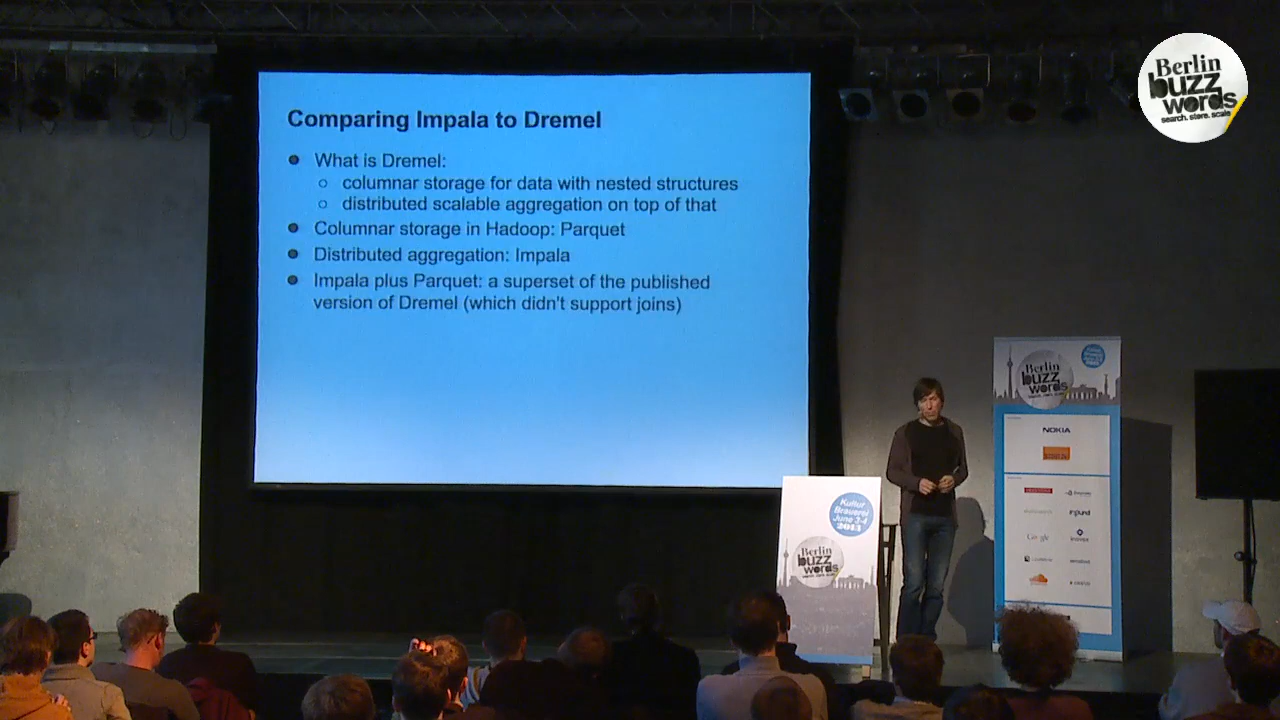 Comparing Impala to Dremel
What is Dremel:
columnar storage for data with nested structures
distributed scalable aggregation on top of that
Columnar storage in Hadoop: Parquet
Distributed aggregation: Impala
Impala plus Parquet: a superset of the published
version of Dremel (which didn't support joins)
Berlin
buzz
words
search. store. scale
Kultur
Brauerei
June 3-4
2013
Berlin
buzz
words
Berlin
buzz
words
NOKIA
Google